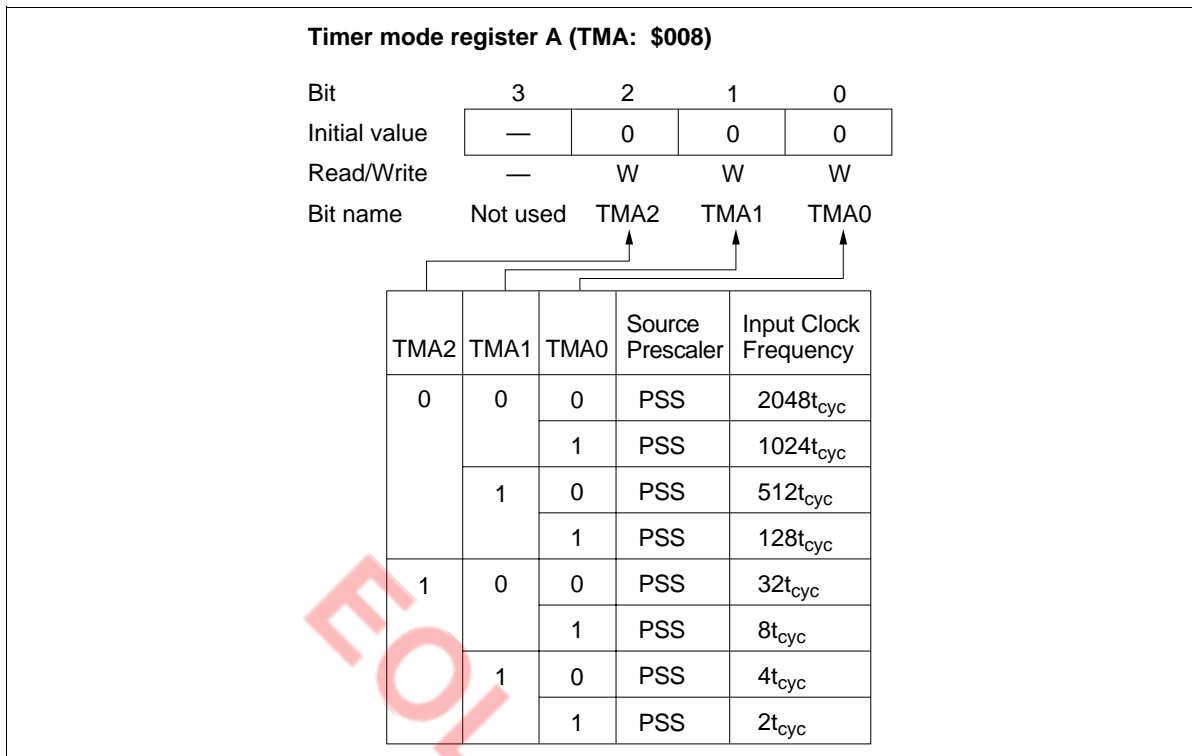 Timer mode register A (TMA: $008)
Bit 3 2 1 0
Initial value — 0 0 0
Read/Write — W W W
Bit name Not used TMA2 TMA1 TMA0
TMA2 TMA1 TMA0 Source Prescaler Input Clock Frequency
0 0 0 PSS 2048tcyc
1 PSS 1024tcyc
1 0 PSS 512tcyc
1 PSS 128tcyc
1 0 0 PSS 32tcyc
1 PSS 8tcyc
1 0 PSS 4tcyc
1 PSS 2tcyc
EOL